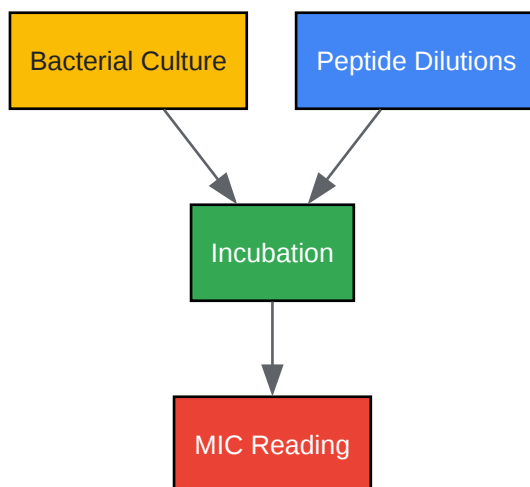 Bacterial Culture
Peptide Dilutions
Incubation
MIC Reading